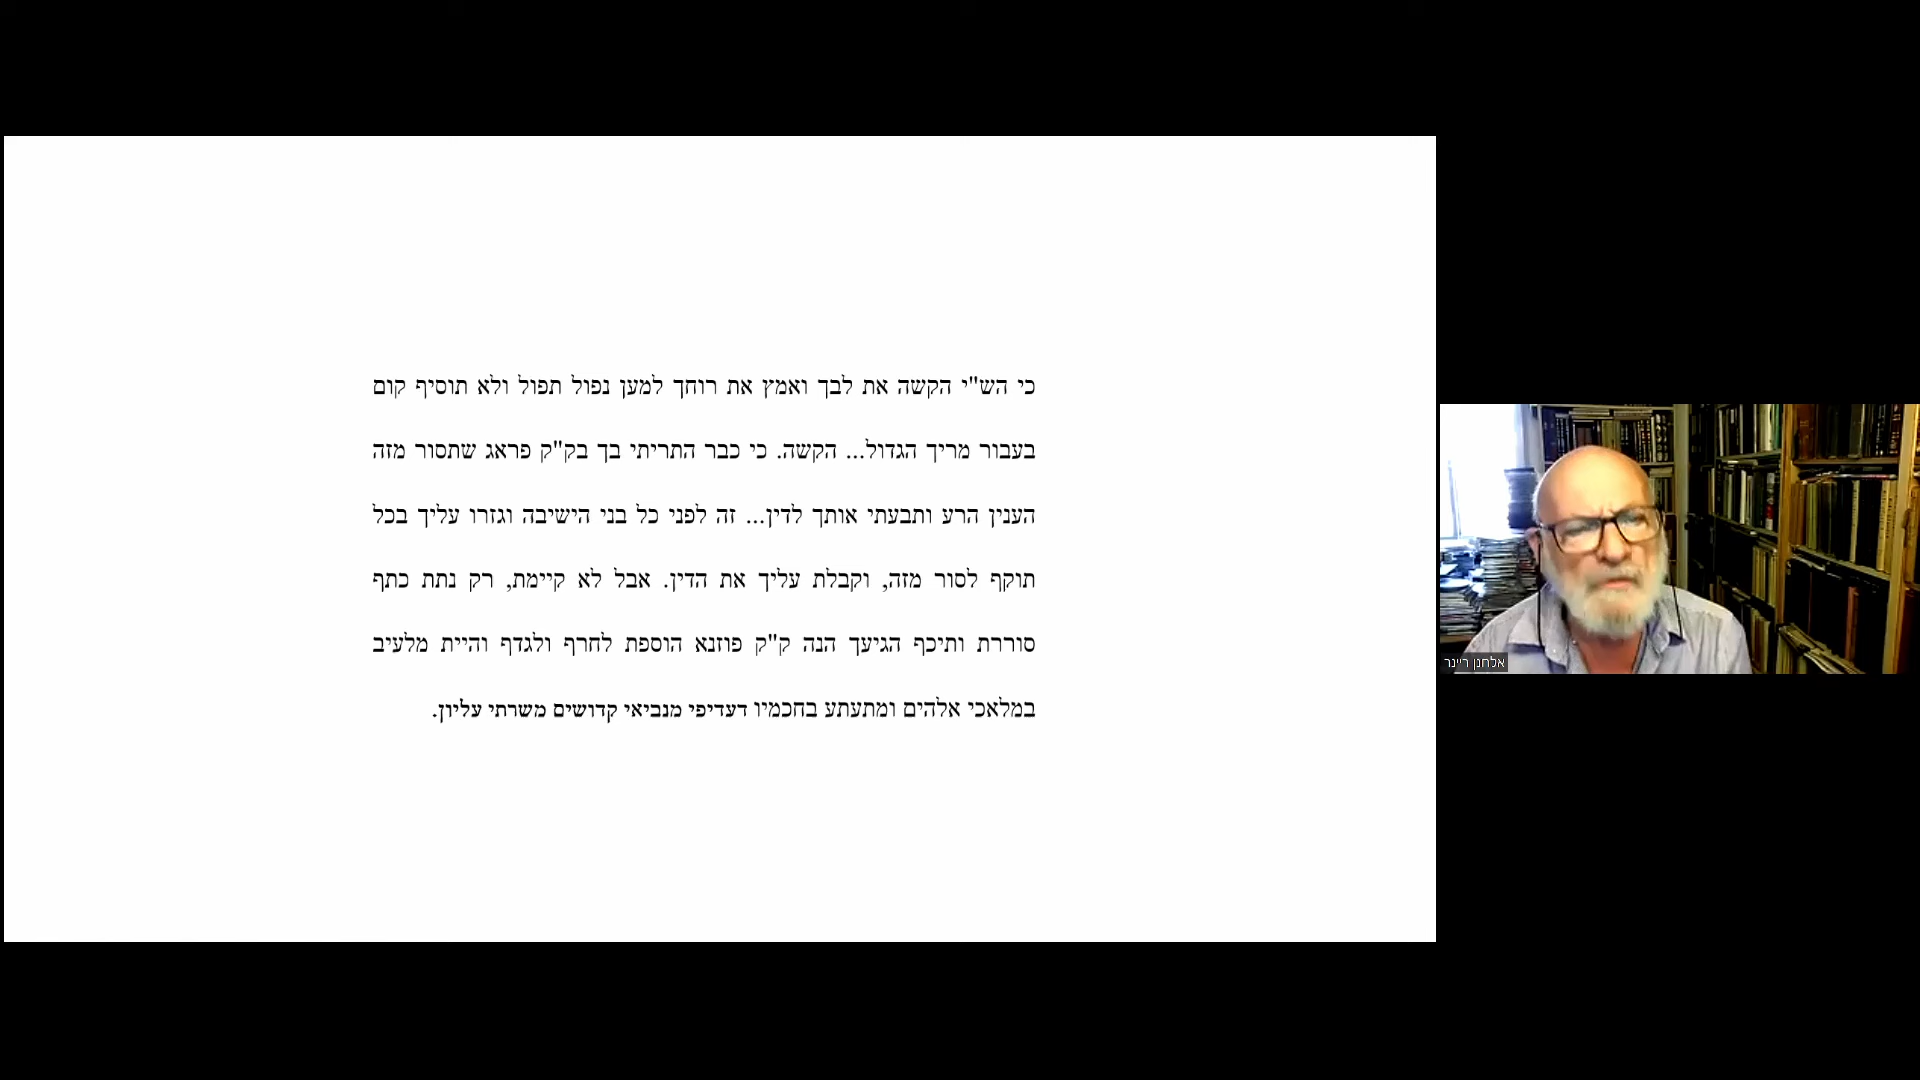 כי הש"י הקשה את לבך ואמץ את רוחך למען נפול תפול ולא תוסיף קום
בעבור מריך הגדול... הקשה. כי כבר התריתי בך בק"ק פראג שתסור מזה
הענין הרע ותבעתי אותך לדין... זה לפני כל בני הישיבה וגזרו עליך בכל
תוקף לסור מזה, וקבלת עליך את הדין. אבל לא קיימת, רק נתת כתף
סוררת ותיכף הגיעך הנה ק"ק פוזנא הוספת לחרף ולגדף והיית מלעיב
במלאכי אלהים ומתעתע בחכמיו דעדיפי מנביאי קדושים משרתי עליון.
אלחנן ריינר